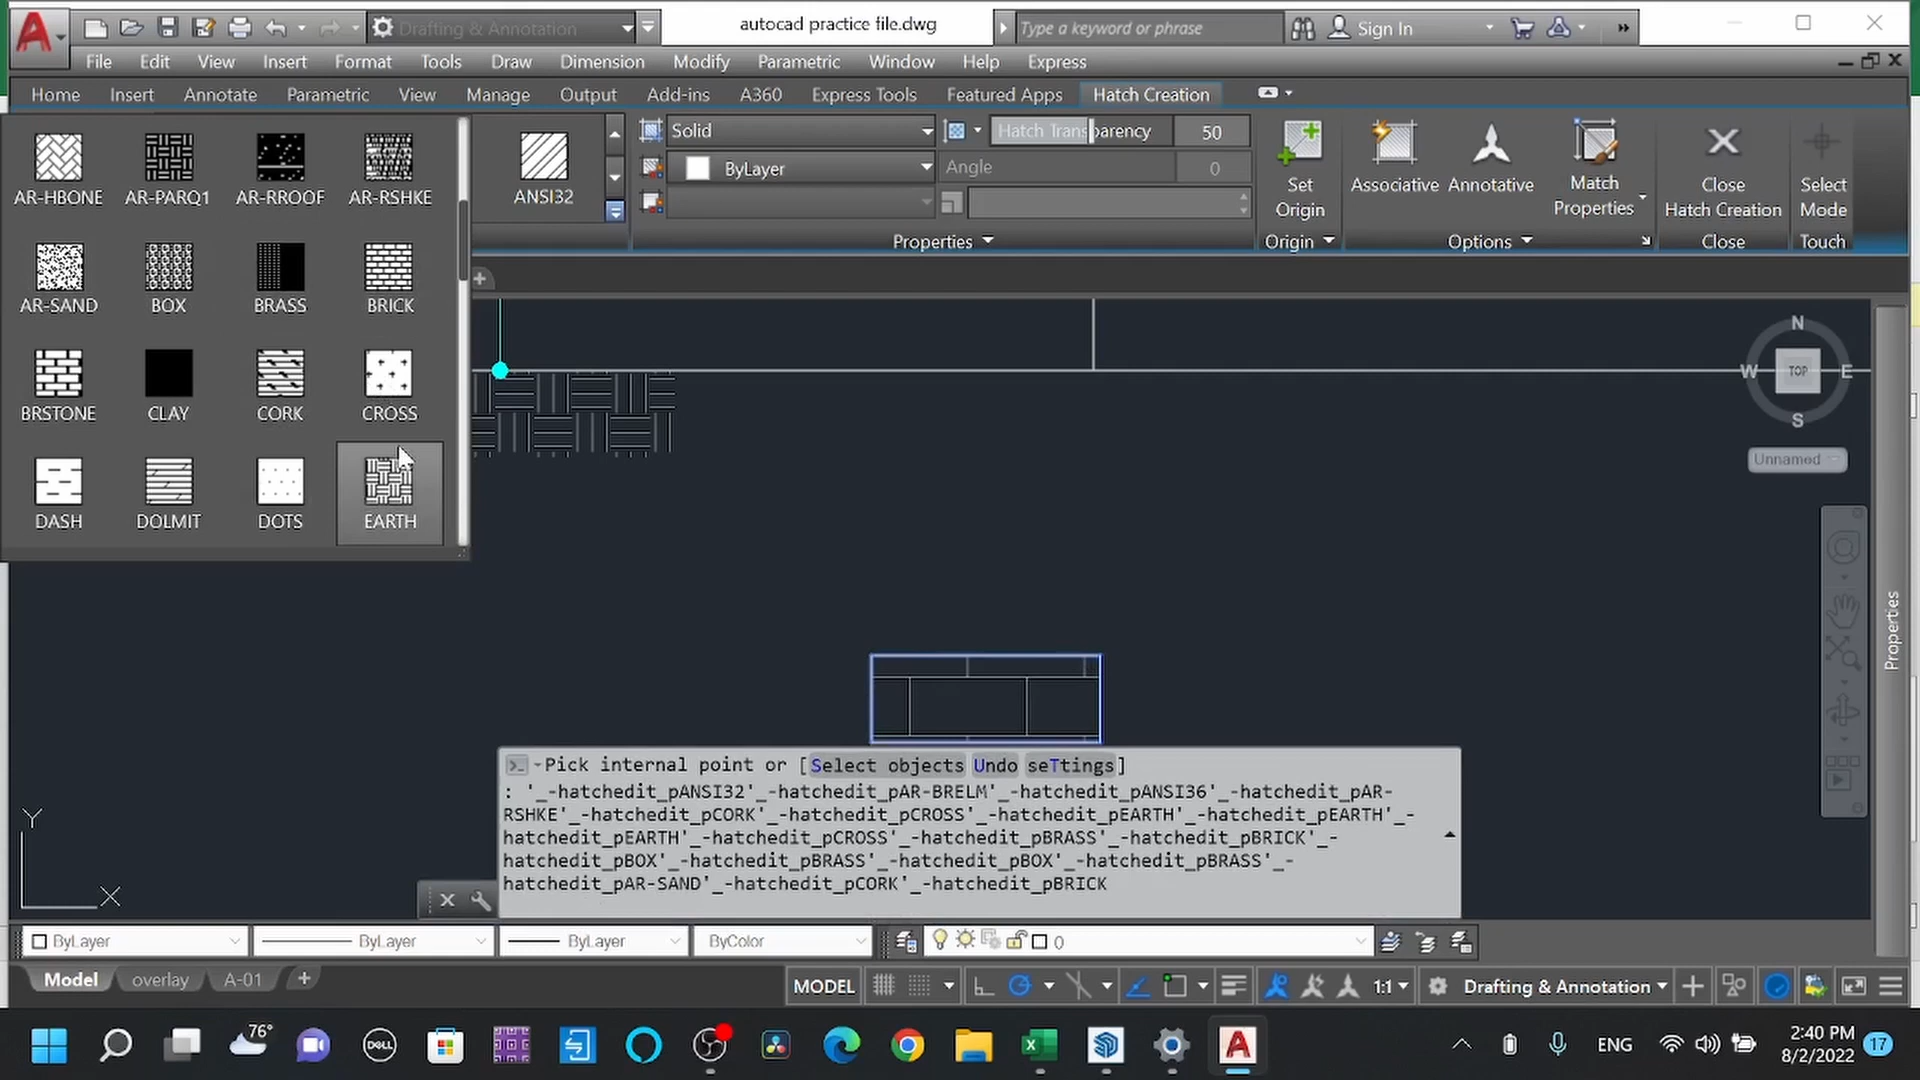 Drafting & Annotation
autocad practice file.dwg
Type a keyword or phrase
Sign In
File Edit View Insert Format Tools Draw Dimension Modify Parametric Window Help Express
Home Insert Annotate Parametric View Manage Output Add-ins A360 Express Tools Featured Apps Hatch Creation
AR-HBONE AR-PARQ1 AR-RROOF AR-RSHKE
AR-SAND BOX BRASS BRICK
BRSTONE CLAY CORK CROSS
DASH DOLMIT DOTS EARTH
ANSI32
Solid
Hatch Transparency 50
ByLayer
Angle 0
Properties
Set
Origin
Origin
Associative Annotative
Match
Properties
Options
Close
Hatch Creation
Close
Select
Mode
Touch
N
W TOP E
S
Unnamed
Properties
Pick internal point or [Select objects Undo seTtings]
: '_-hatchedit_pANSI32'_-hatchedit_pAR-BRELM'_-hatchedit_pANSI36'_-hatchedit_pAR-
RSHKE'_-hatchedit_pCORK'_-hatchedit_pCROSS'_-hatchedit_pEARTH'_-hatchedit_pEARTH'_-
hatchedit_pEARTH'_-hatchedit_pCROSS'_-hatchedit_pBRASS'_-hatchedit_pBRICK'_-
hatchedit_pBOX'_-hatchedit_pBRASS'_-hatchedit_pBOX'_-hatchedit_pBRASS'_-
hatchedit_pAR-SAND'_-hatchedit_pCORK'_-hatchedit_pBRICK
Y
X
ByLayer ByLayer ByLayer ByColor 0
Model overlay A-01
MODEL 1:1 Drafting & Annotation
76°
DELL
ENG
2:40 PM
8/2/2022
17